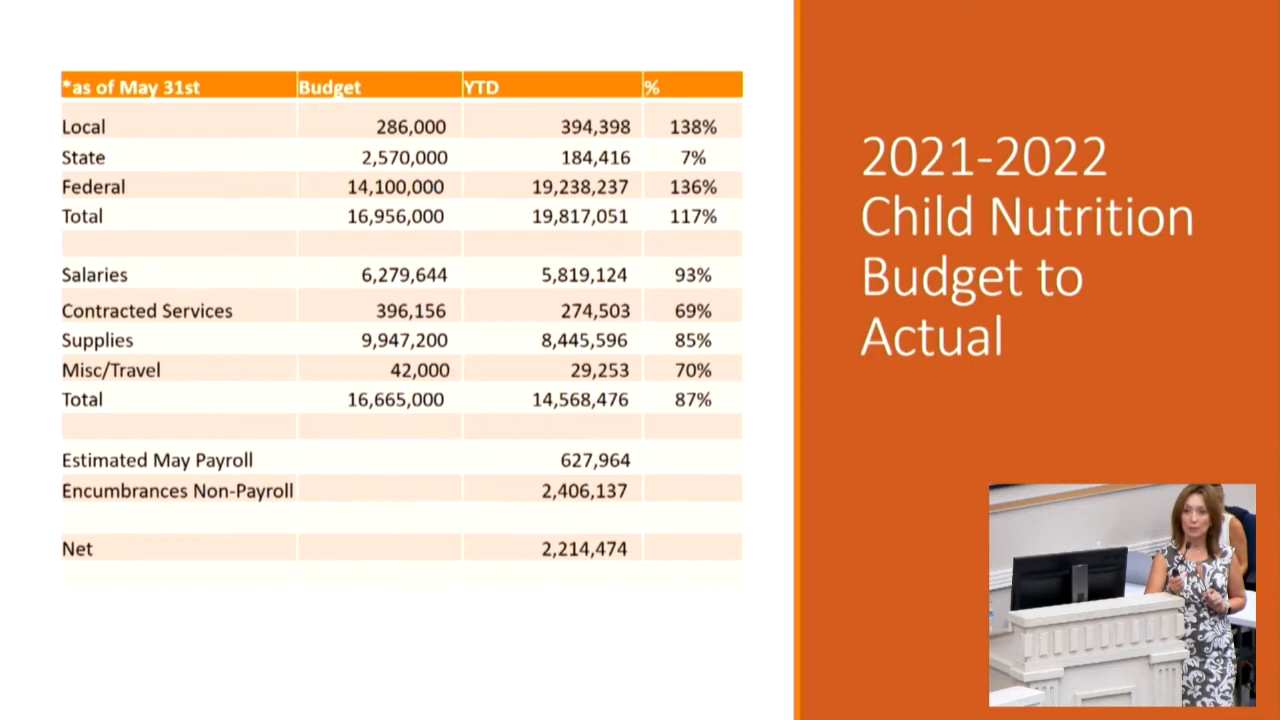 *as of May 31st Budget YTD %
Local 286,000 394,398 138%
State 2,570,000 184,416 7%
Federal 14,100,000 19,238,237 136%
Total 16,956,000 19,817,051 117%
Salaries 6,279,644 5,819,124 93%
Contracted Services 396,156 274,503 69%
Supplies 9,947,200 8,445,596 85%
Misc/Travel 42,000 29,253 70%
Total 16,665,000 14,568,476 87%
Estimated May Payroll 627,964
Encumbrances Non-Payroll 2,406,137
Net 2,214,474
2021-2022
Child Nutrition
Budget to
Actual